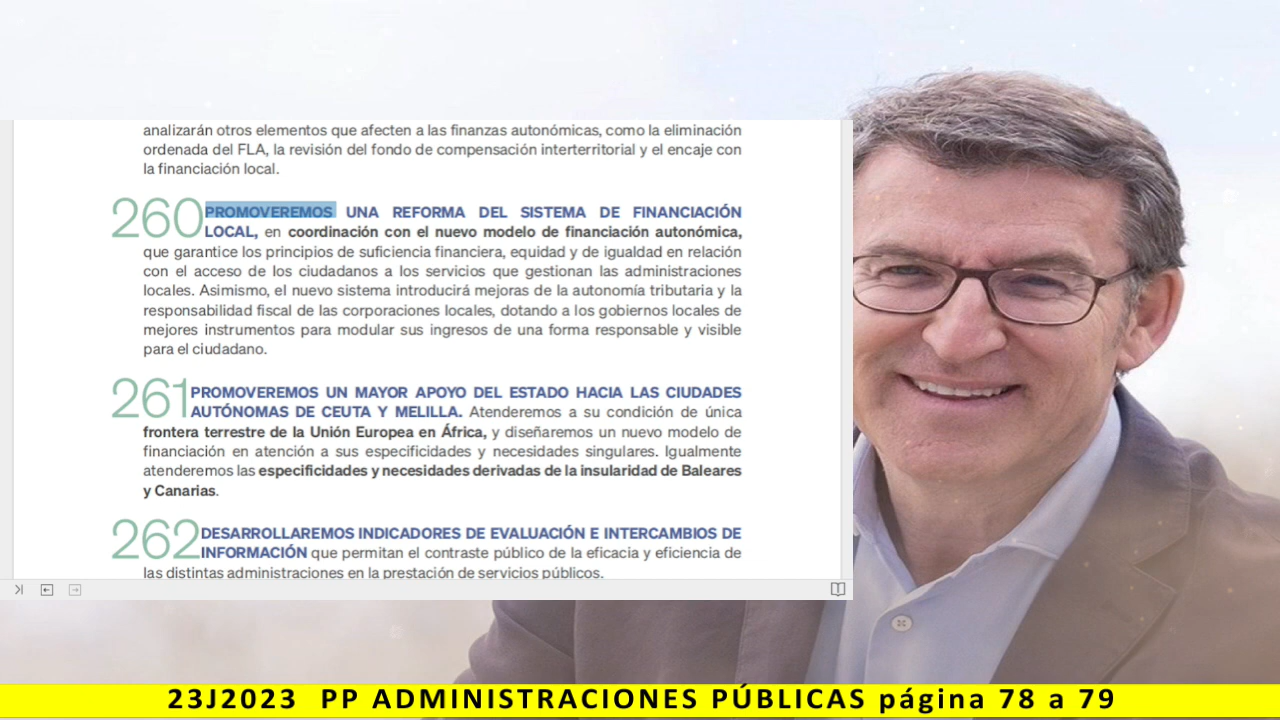 analizarán otros elementos que afecten a las finanzas autonómicas, como la eliminación
ordenada del FLA, la revisión del fondo de compensación interterritorial y el encaje con
la financiación local.
260 PROMOVEREMOS UNA REFORMA DEL SISTEMA DE FINANCIACIÓN
LOCAL, en coordinación con el nuevo modelo de financiación autonómica,
que garantice los principios de suficiencia financiera, equidad y de igualdad en relación
con el acceso de los ciudadanos a los servicios que gestionan las administraciones
locales. Asimismo, el nuevo sistema introducirá mejoras de la autonomía tributaria y la
responsabilidad fiscal de las corporaciones locales, dotando a los gobiernos locales de
mejores instrumentos para modular sus ingresos de una forma responsable y visible
para el ciudadano.
261 PROMOVEREMOS UN MAYOR APOYO DEL ESTADO HACIA LAS CIUDADES
AUTÓNOMAS DE CEUTA Y MELILLA. Atenderemos a su condición de única
frontera terrestre de la Unión Europea en África, y diseñaremos un nuevo modelo de
financiación en atención a sus especificidades y necesidades singulares. Igualmente
atenderemos las especificidades y necesidades derivadas de la insularidad de Baleares
y Canarias.
262 DESARROLLAREMOS INDICADORES DE EVALUACIÓN E INTERCAMBIOS DE
INFORMACIÓN que permitan el contraste público de la eficacia y eficiencia de
las distintas administraciones en la prestación de servicios públicos.
23J2023 PP ADMINISTRACIONES PÚBLICAS página 78 a 79